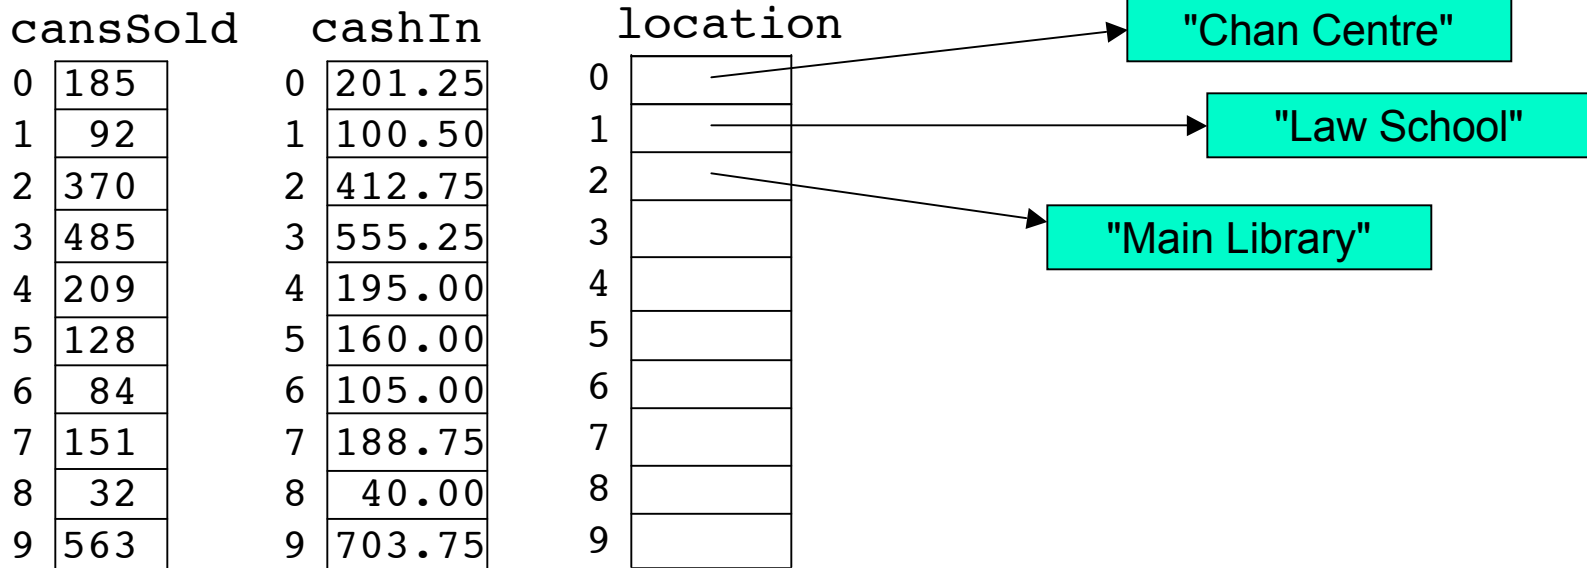 cansSold cashIn location "Chan Centre"
0 185 0 201.25 0
1 92 1 100.50 1 "Law School"
2 370 2 412.75 2
3 485 3 555.25 3 "Main Library"
4 209 4 195.00 4
5 128 5 160.00 5
6 84 6 105.00 6
7 151 7 188.75 7
8 32 8 40.00 8
9 563 9 703.75 9